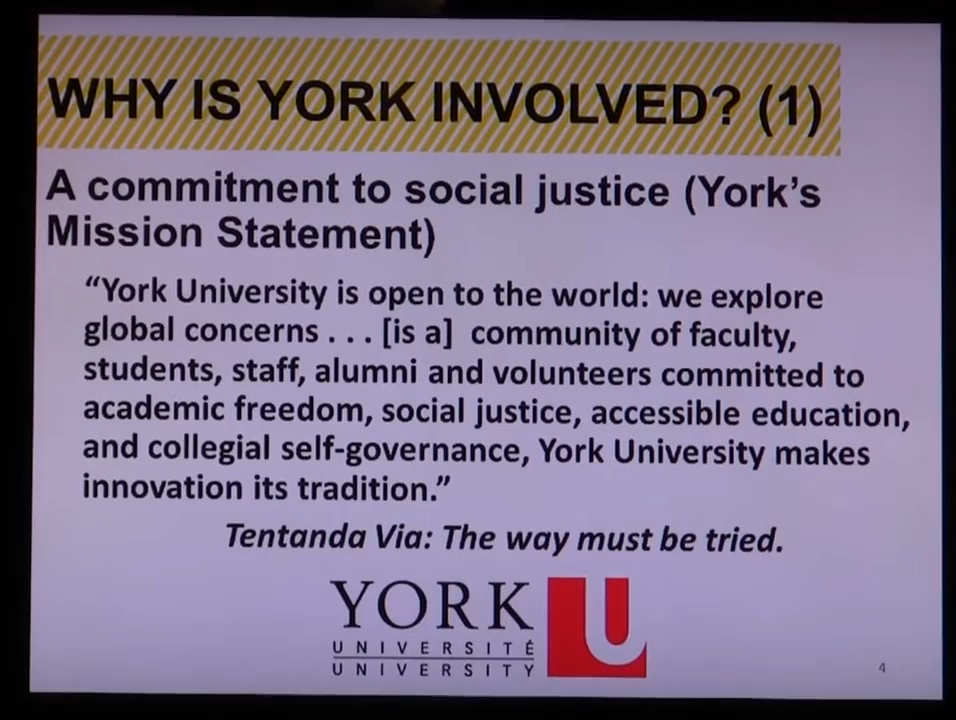 WHY IS YORK INVOLVED? (1)
A commitment to social justice (York's
Mission Statement)
“York University is open to the world: we explore
global concerns . . . [is a] community of faculty,
students, staff, alumni and volunteers committed to
academic freedom, social justice, accessible education,
and collegial self-governance, York University makes
innovation its tradition.”
Tentanda Via: The way must be tried.
YORK
UNIVERSITÉ
UNIVERSITY
U
4